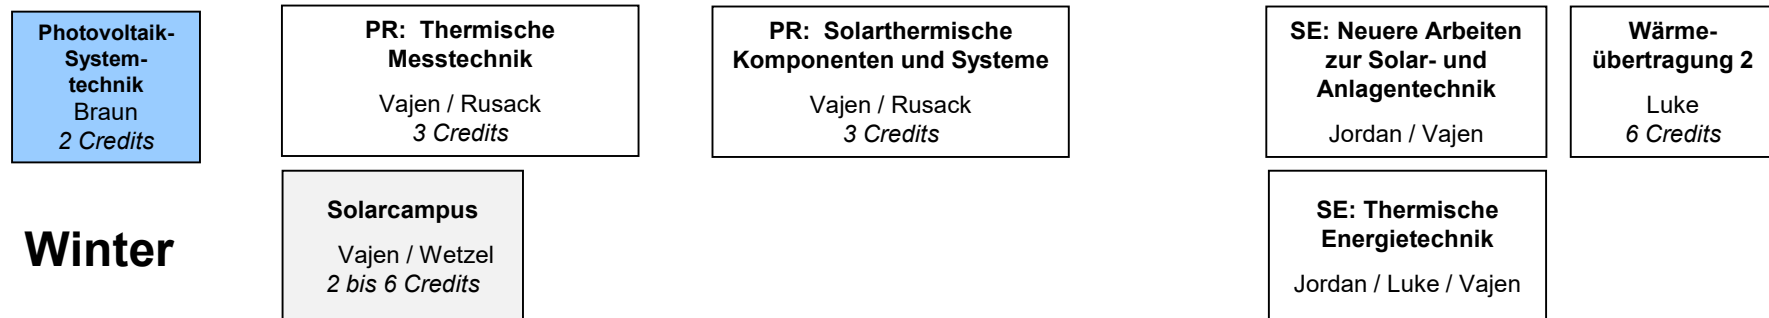 Photovoltaik-
System-
technik
Braun
2 Credits
PR:  Thermische
Messtechnik
Vajen / Rusack
3 Credits
PR:  Solarthermische
Komponenten und Systeme
Vajen / Rusack
3 Credits
SE: Neuere Arbeiten
zur Solar- und
Anlagentechnik
Jordan / Vajen
Wärme-
übertragung 2
Luke
6 Credits
Winter
Solarcampus
Vajen / Wetzel
2 bis 6 Credits
SE: Thermische
Energietechnik
Jordan / Luke / Vajen